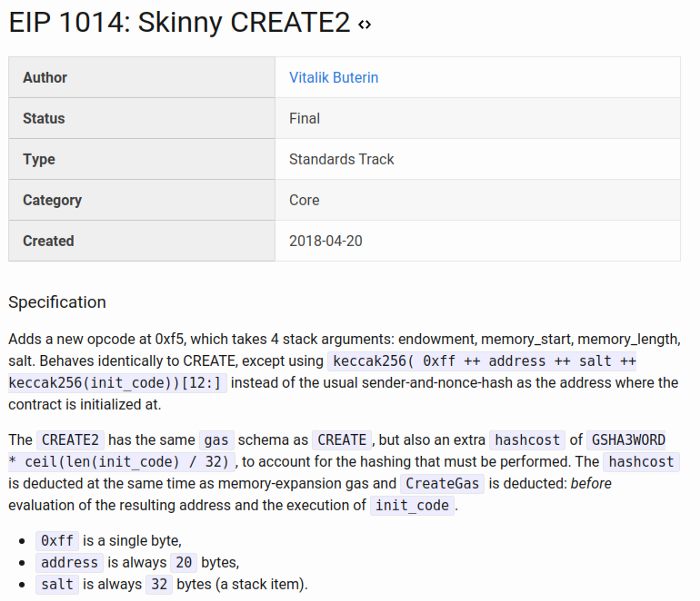 EIP 1014: Skinny CREATE2 <>
Author Vitalik Buterin
Status Final
Type Standards Track
Category Core
Created 2018-04-20
Specification
Adds a new opcode at 0xf5, which takes 4 stack arguments: endowment, memory_start, memory_length,
salt. Behaves identically to CREATE, except using keccak256( 0xff ++ address ++ salt ++
keccak256(init_code))[12:] instead of the usual sender-and-nonce-hash as the address where the
contract is initialized at.
The CREATE2 has the same gas schema as CREATE, but also an extra hashcost of GSHA3WORD
* ceil(len(init_code) / 32), to account for the hashing that must be performed. The hashcost
is deducted at the same time as memory-expansion gas and CreateGas is deducted: before
evaluation of the resulting address and the execution of init_code.
• 0xff is a single byte,
• address is always 20 bytes,
• salt is always 32 bytes (a stack item).